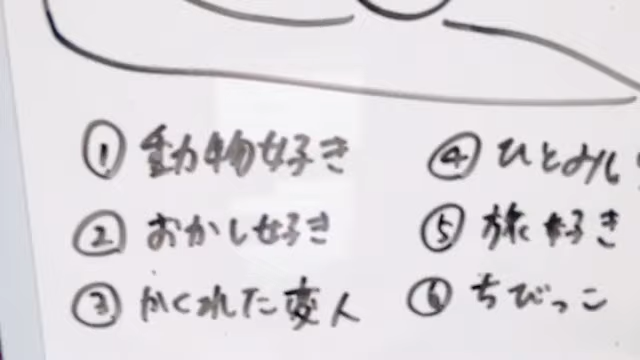 ① 動物好き
② おかし好き
③ かくれた変人
④ ひとみし
⑤ 旅好き
⑥ ちびっこ